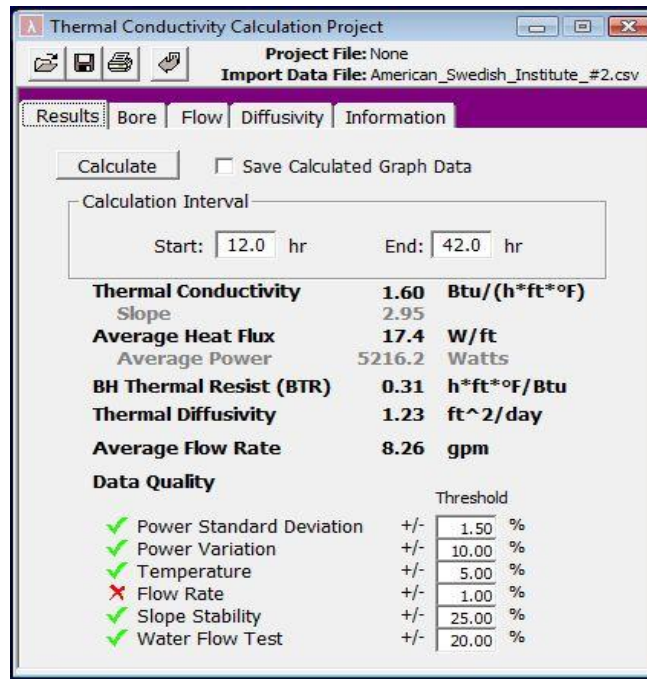 λ Thermal Conductivity Calculation Project
Project File: None
Import Data File: American_Swedish_Institute_#2.csv
Results Bore Flow Diffusivity Information
Calculate Save Calculated Graph Data
Calculation Interval
Start: 12.0 hr End: 42.0 hr
Thermal Conductivity 1.60 Btu/(h*ft*°F)
Slope 2.95
Average Heat Flux 17.4 W/ft
Average Power 5216.2 Watts
BH Thermal Resist (BTR) 0.31 h*ft*°F/Btu
Thermal Diffusivity 1.23 ft^2/day
Average Flow Rate 8.26 gpm
Data Quality
Threshold
Power Standard Deviation +/- 1.50 %
Power Variation +/- 10.00 %
Temperature +/- 5.00 %
Flow Rate +/- 1.00 %
Slope Stability +/- 25.00 %
Water Flow Test +/- 20.00 %